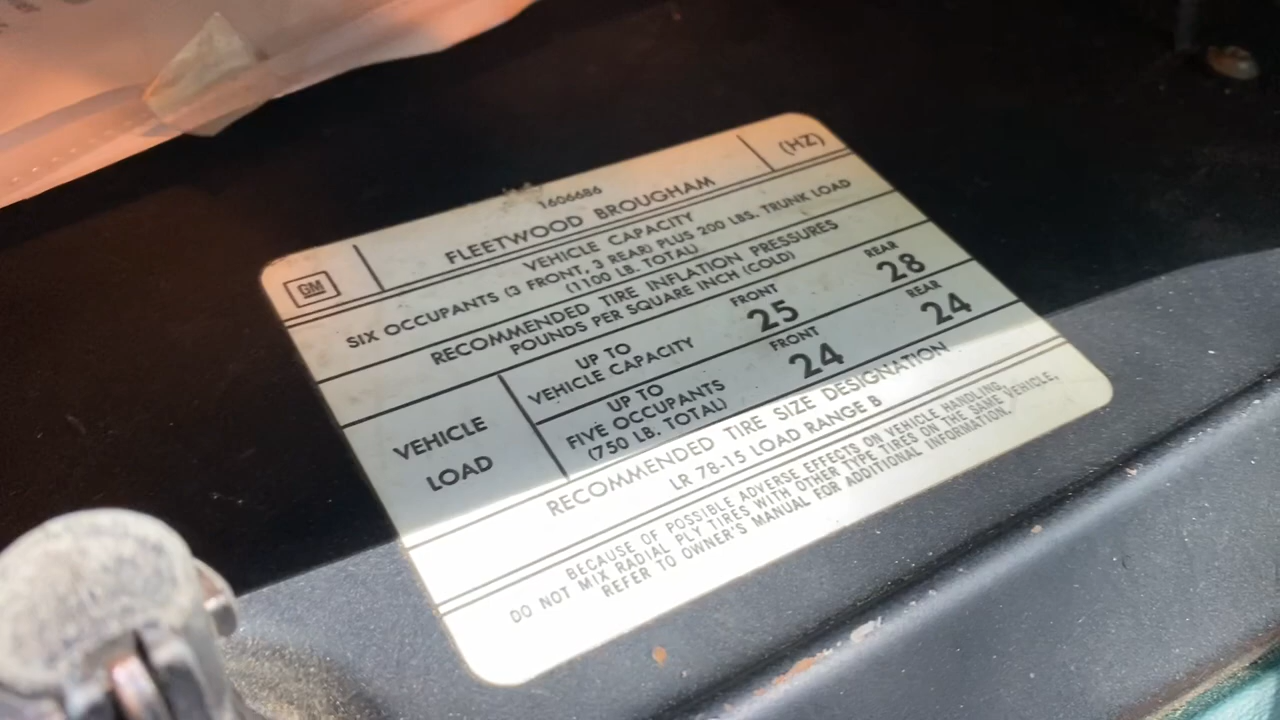 1606686
GM
FLEETWOOD BROUGHAM
(HZ)
VEHICLE CAPACITY
SIX OCCUPANTS (3 FRONT, 3 REAR) PLUS 200 LBS. TRUNK LOAD
(1100 LB. TOTAL)
RECOMMENDED TIRE INFLATION PRESSURES
POUNDS PER SQUARE INCH (COLD)
VEHICLE
LOAD
UP TO
VEHICLE CAPACITY
FRONT
25
REAR
28
UP TO
FIVE OCCUPANTS
(750 LB. TOTAL)
FRONT
24
REAR
24
RECOMMENDED TIRE SIZE DESIGNATION
LR 78-15 LOAD RANGE B
BECAUSE OF POSSIBLE ADVERSE EFFECTS ON VEHICLE HANDLING,
DO NOT MIX RADIAL PLY TIRES WITH OTHER TYPE TIRES ON THE SAME VEHICLE.
REFER TO OWNER'S MANUAL FOR ADDITIONAL INFORMATION.